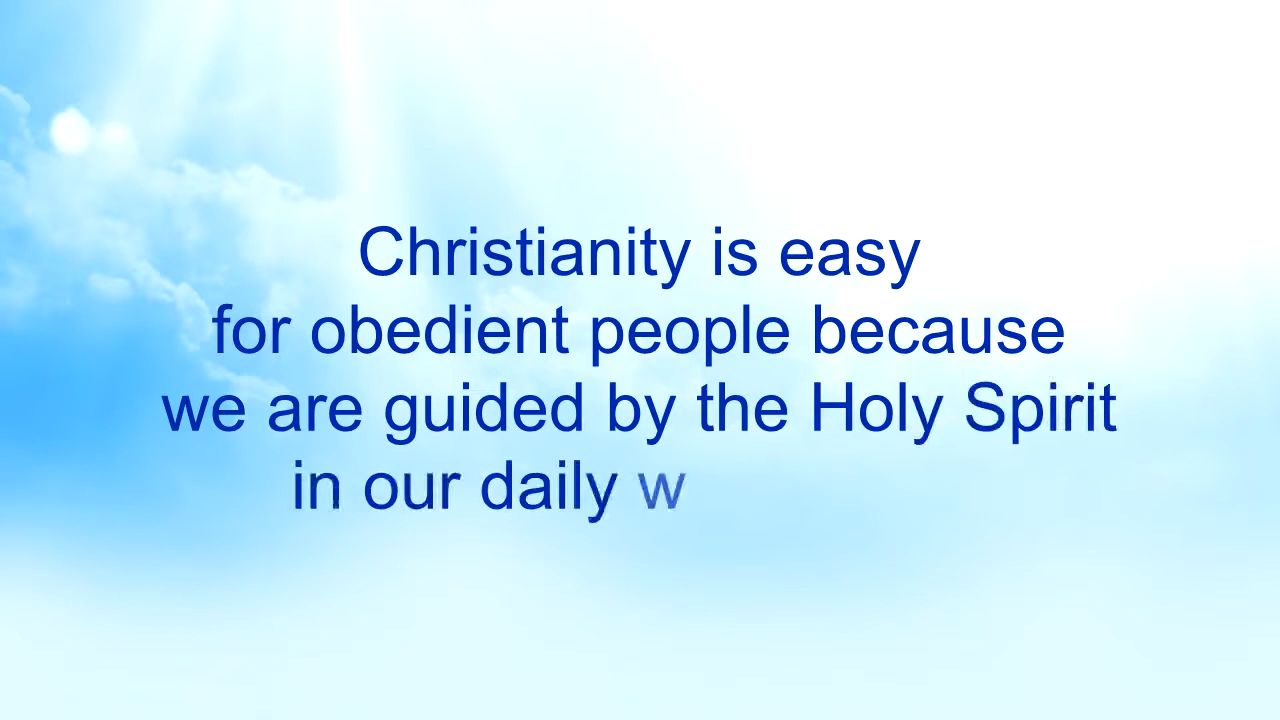 Christianity is easy
for obedient people because
we are guided by the Holy Spirit
in our daily w